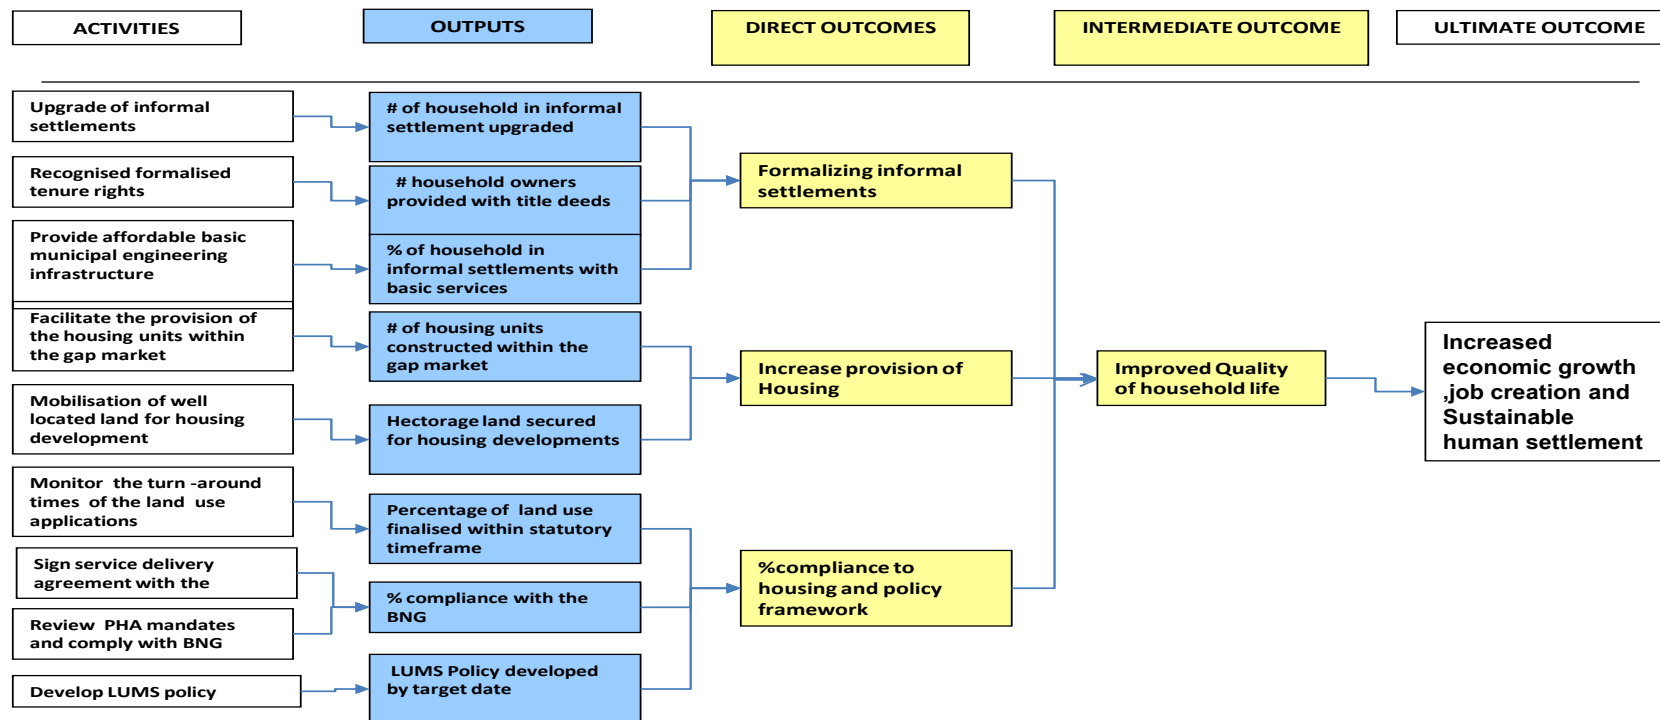 ACTIVITIES
OUTPUTS
DIRECT OUTCOMES
INTERMEDIATE OUTCOME
ULTIMATE OUTCOME
Upgrade of informal
settlements
Recognised formalised
tenure rights
Provide affordable basic
municipal engineering
infrastructure
Facilitate the provision of
the housing units within
the gap market
Mobilisation of well
located land for housing
development
Monitor the turn -around
times of the land use
applications
Sign service delivery
agreement with the
Review PHA mandates
and comply with BNG
Develop LUMS policy
# of household in informal
settlement upgraded
# household owners
provided with title deeds
% of household in
informal settlements with
basic services
# of housing units
constructed within the
gap market
Hectorage land secured
for housing developments
Percentage of land use
finalised within statutory
timeframe
% compliance with the
BNG
LUMS Policy developed
by target date
Formalizing informal
settlements
Increase provision of
Housing
%compliance to
housing and policy
framework
Improved Quality
of household life
Increased
economic growth
,job creation and
Sustainable
human settlement